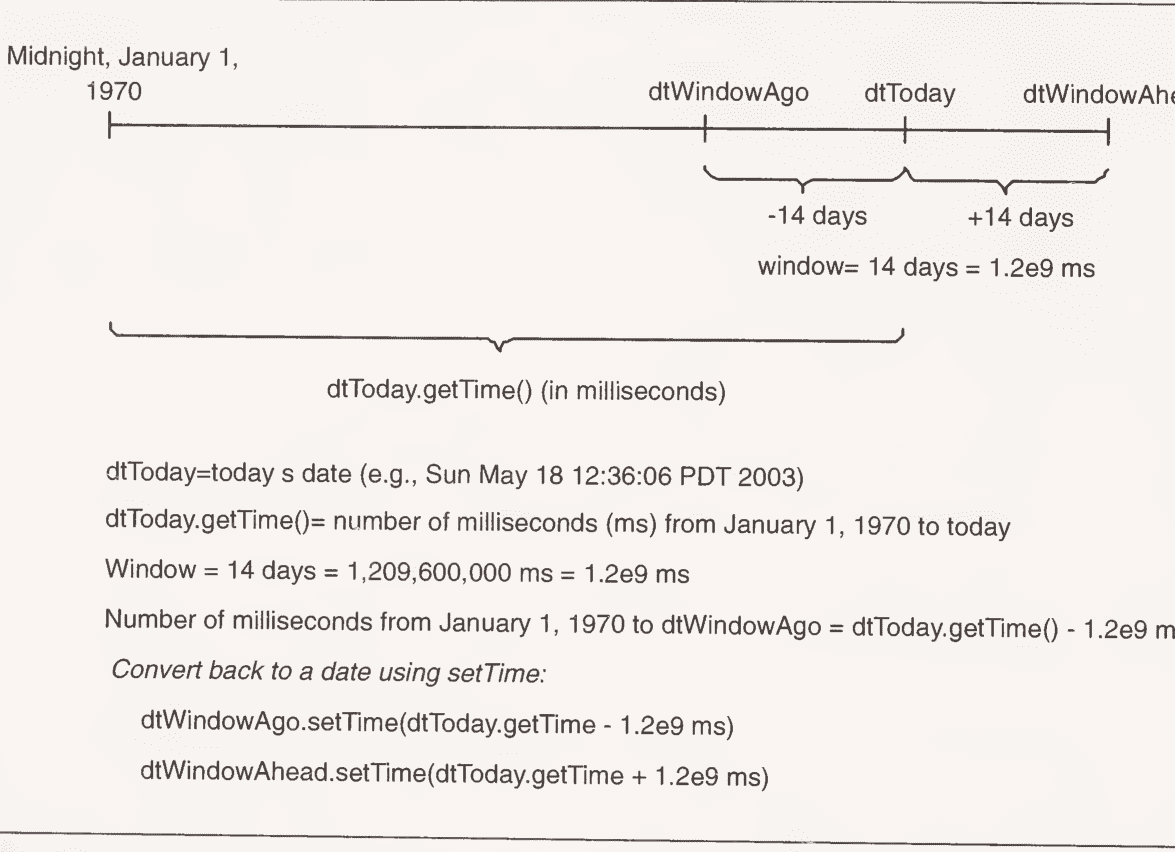 Midnight, January 1,
1970
dtWindowAgo dtToday dtWindowAhe
-14 days +14 days
window= 14 days = 1.2e9 ms
dtToday.getTime() (in milliseconds)
dtToday=today s date (e.g., Sun May 18 12:36:06 PDT 2003)
dtToday.getTime()= number of milliseconds (ms) from January 1, 1970 to today
Window = 14 days = 1,209,600,000 ms = 1.2e9 ms
Number of milliseconds from January 1, 1970 to dtWindowAgo = dtToday.getTime() - 1.2e9 m
Convert back to a date using setTime:
dtWindowAgo.setTime(dtToday.getTime - 1.2e9 ms)
dtWindowAhead.setTime(dtToday.getTime + 1.2e9 ms)